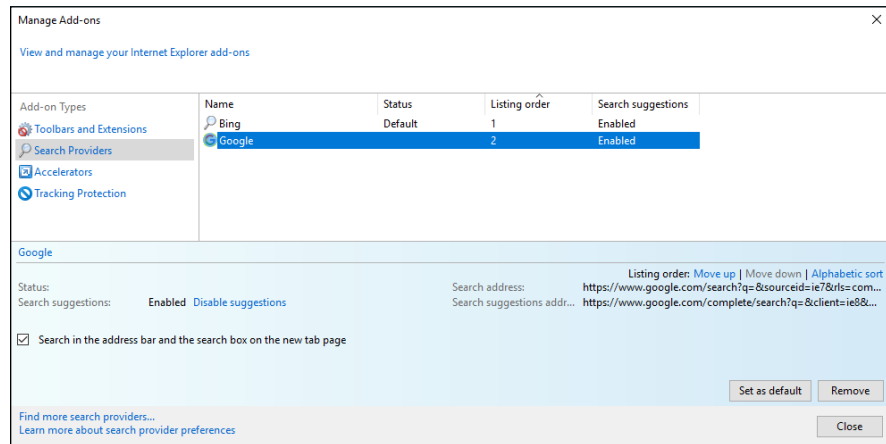 Manage Add-ons
View and manage your Internet Explorer add-ons
Add-on Types
Toolbars and Extensions
Search Providers
Accelerators
Tracking Protection
Name Status Listing order Search suggestions
Bing Default 1 Enabled
Google 2 Enabled
Google
Listing order: Move up | Move down | Alphabetic sort
Status: Search address: https://www.google.com/search?q=&sourceid=ie7&rls=com...
Search suggestions: Enabled Disable suggestions Search suggestions addr... https://www.google.com/complete/search?q=&client=ie8&...
Search in the address bar and the search box on the new tab page
Set as default Remove
Find more search providers...
Learn more about search provider preferences
Close